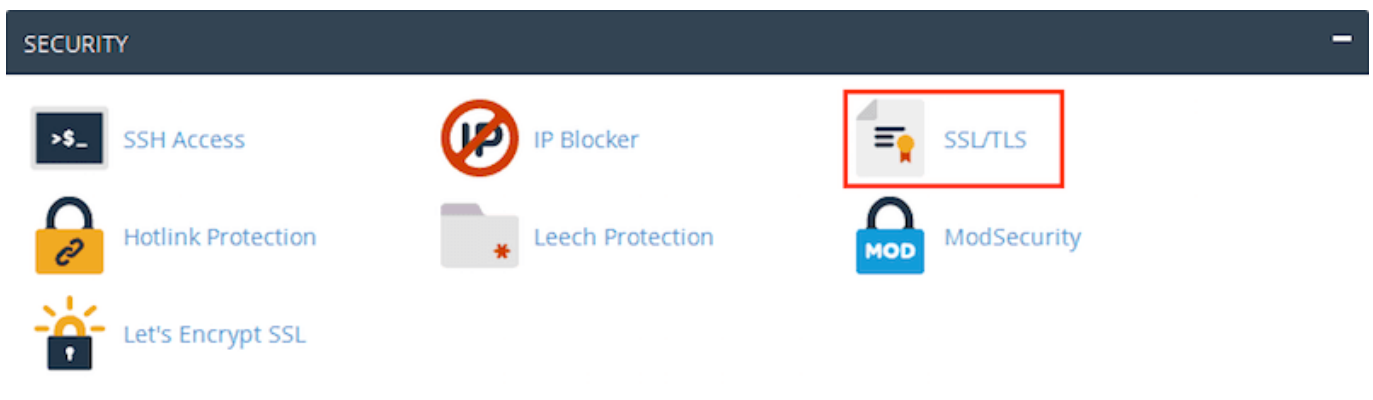 SECURITY
>$_ SSH Access
IP IP Blocker
SSL/TLS
Hotlink Protection
Leech Protection
MOD ModSecurity
Let's Encrypt SSL